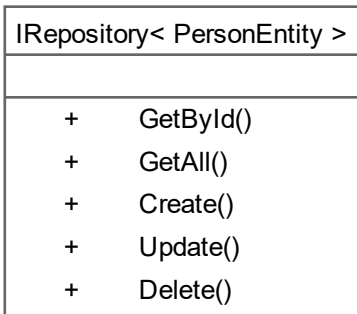 IRepository< PersonEntity >
+ GetById()
+ GetAll()
+ Create()
+ Update()
+ Delete()